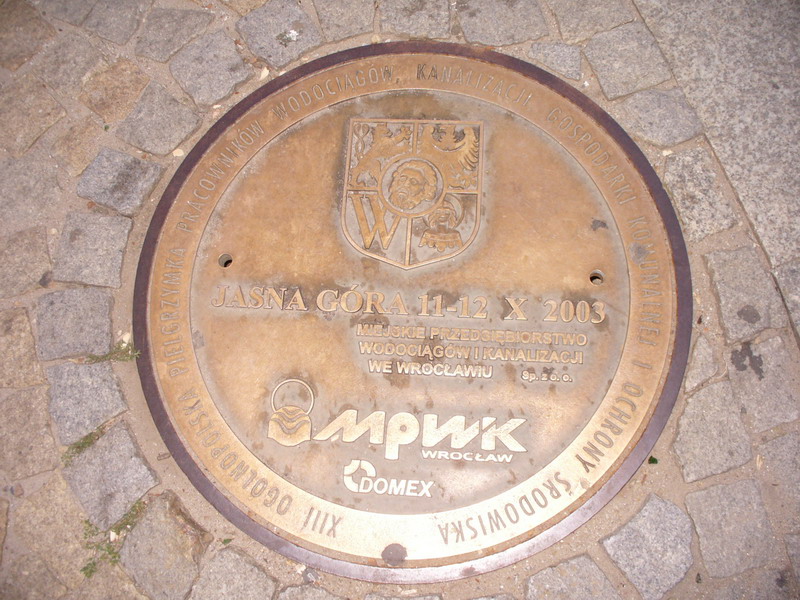 XIII OGÓLNOPOLSKA PIELGRZYMKA PRACOWNIKÓW WODOCIĄGÓW, KANALIZACJI, GOSPODARKI KOMUNALNEJ I OCHRONY ŚRODOWISKA
W
JASNA GÓRA 11-12 X 2003
MIEJSKIE PRZEDSIĘBIORSTWO
WODOCIĄGÓW I KANALIZACJI
WE WROCŁAWIU Sp. z o. o.
MPWiK
WROCŁAW
DOMEX